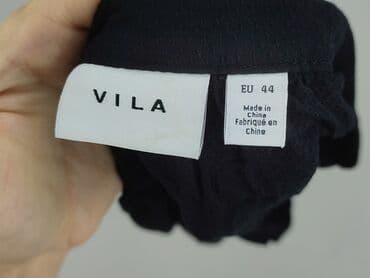 VILA
EU 44
Made in
China
Fabriqué en
Chine